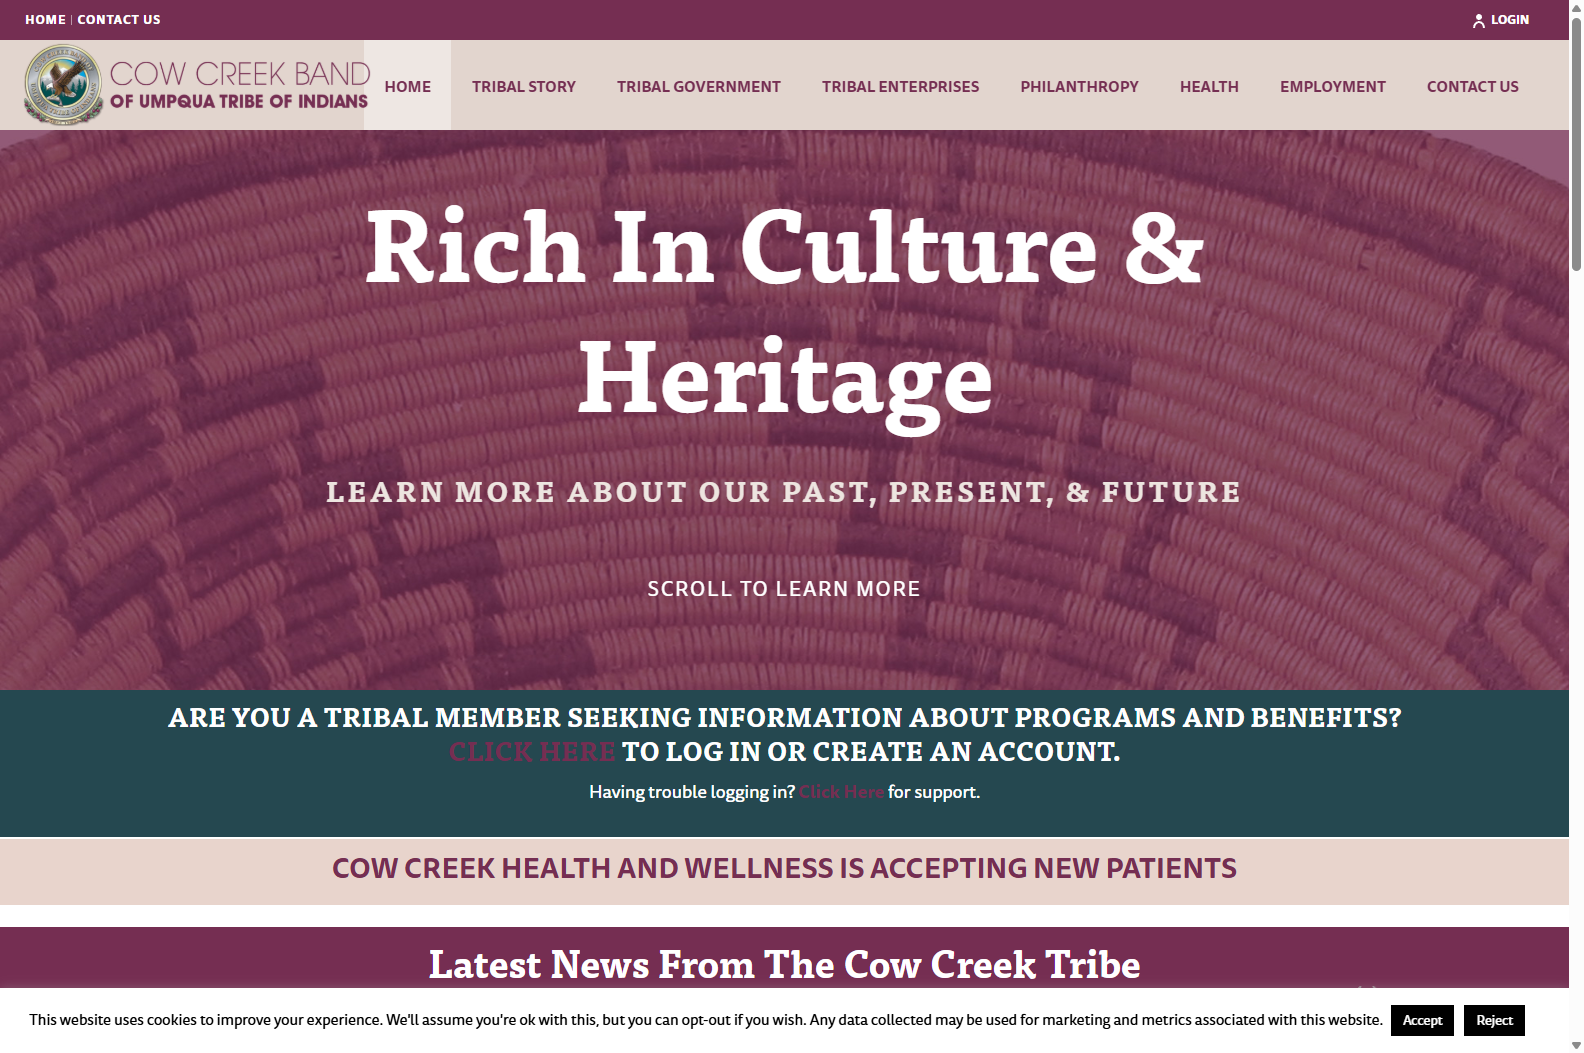 HOME | CONTACT US
LOGIN
COW CREEK BAND
OF UMPQUA TRIBE OF INDIANS
HOME
TRIBAL STORY
TRIBAL GOVERNMENT
TRIBAL ENTERPRISES
PHILANTHROPY
HEALTH
EMPLOYMENT
CONTACT US
Rich In Culture &
Heritage
LEARN MORE ABOUT OUR PAST, PRESENT, & FUTURE
SCROLL TO LEARN MORE
ARE YOU A TRIBAL MEMBER SEEKING INFORMATION ABOUT PROGRAMS AND BENEFITS?
CLICK HERE TO LOG IN OR CREATE AN ACCOUNT.
Having trouble logging in? Click Here for support.
COW CREEK HEALTH AND WELLNESS IS ACCEPTING NEW PATIENTS
Latest News From The Cow Creek Tribe
This website uses cookies to improve your experience. We'll assume you're ok with this, but you can opt-out if you wish. Any data collected may be used for marketing and metrics associated with this website.
Accept
Reject